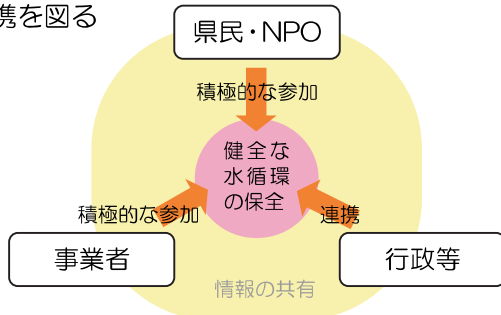 携を図る
県民・NPO
積極的な参加
健全な
水循環
の保全
積極的な参加
連携
事業者
行政等
情報の共有